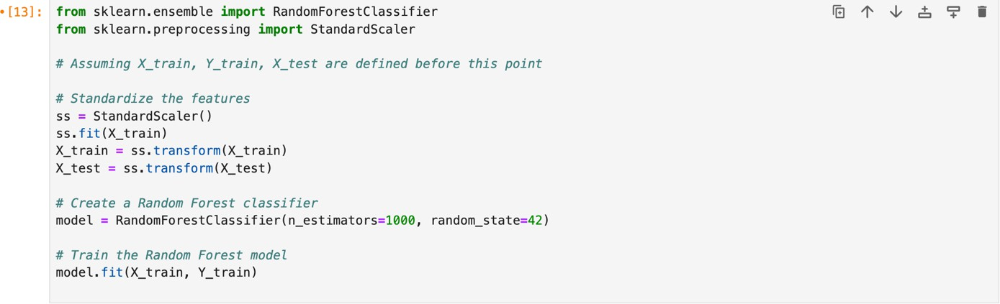 [13]:
from sklearn.ensemble import RandomForestClassifier
from sklearn.preprocessing import StandardScaler
# Assuming X_train, Y_train, X_test are defined before this point
# Standardize the features
ss = StandardScaler()
ss.fit(X_train)
X_train = ss.transform(X_train)
X_test = ss.transform(X_test)
# Create a Random Forest classifier
model = RandomForestClassifier(n_estimators=1000, random_state=42)
# Train the Random Forest model
model.fit(X_train, Y_train)